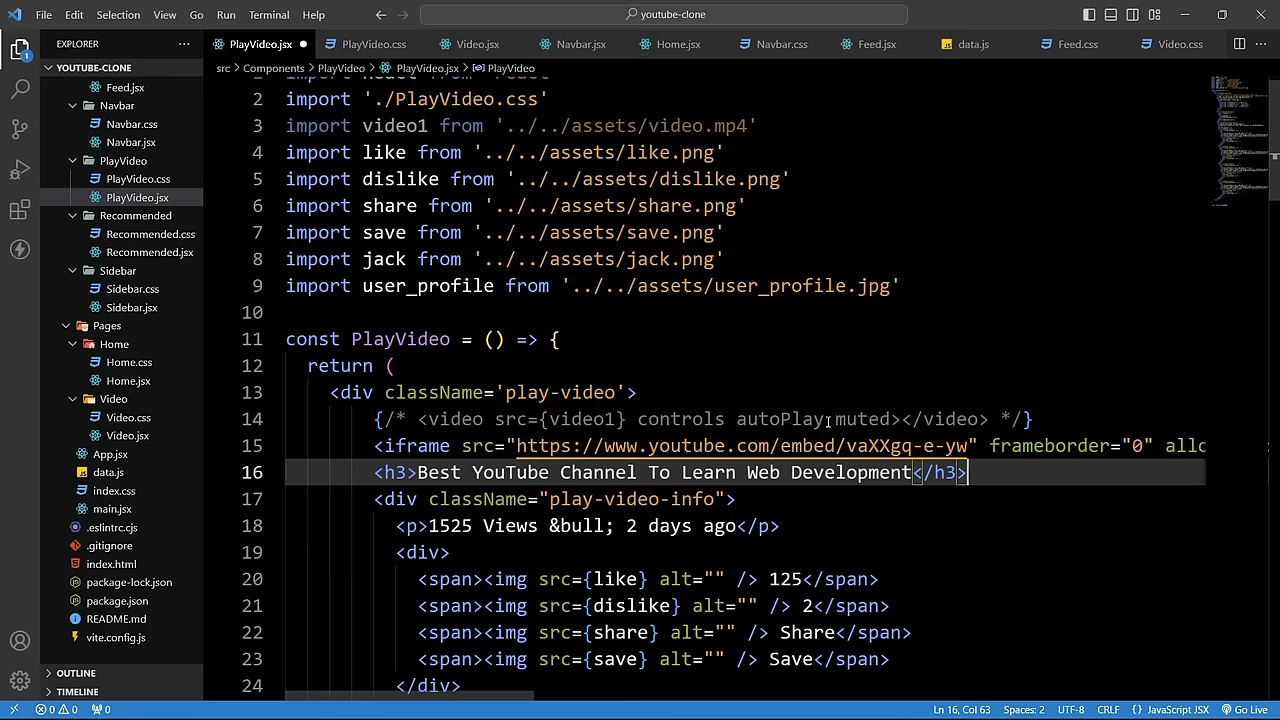 File Edit Selection View Go Run Terminal Help
youtube-clone
EXPLORER
PlayVideo.jsx PlayVideo.css Video.jsx Navbar.jsx Home.jsx Navbar.css Feed.jsx data.js Feed.css Video.css
src > Components > PlayVideo > PlayVideo.jsx > PlayVideo
YOUTUBE-CLONE
Feed.jsx
Navbar
Navbar.css
Navbar.jsx
PlayVideo
PlayVideo.css
PlayVideo.jsx
Recommended
Recommended.css
Recommended.jsx
Sidebar
Sidebar.css
Sidebar.jsx
Pages
Home
Home.css
Home.jsx
Video
Video.css
Video.jsx
App.jsx
data.js
index.css
main.jsx
.eslintrc.cjs
.gitignore
index.html
package-lock.json
package.json
README.md
vite.config.js
OUTLINE
TIMELINE
1 import React from 'react'
2 import './PlayVideo.css'
3 import video1 from '../../assets/video.mp4'
4 import like from '../../assets/like.png'
5 import dislike from '../../assets/dislike.png'
6 import share from '../../assets/share.png'
7 import save from '../../assets/save.png'
8 import jack from '../../assets/jack.png'
9 import user_profile from '../../assets/user_profile.jpg'
10
11 const PlayVideo = () => {
12 return (
13 <div className='play-video'>
14 {/* <video src={video1} controls autoPlay muted></video> */}
15 <iframe src="https://www.youtube.com/embed/vaXXgq-e-yw" frameborder="0" allo
16 <h3>Best YouTube Channel To Learn Web Development</h3>
17 <div className="play-video-info">
18 <p>1525 Views &bull; 2 days ago</p>
19 <div>
20 <span><img src={like} alt="" /> 125</span>
21 <span><img src={dislike} alt="" /> 2</span>
22 <span><img src={share} alt="" /> Share</span>
23 <span><img src={save} alt="" /> Save</span>
24 </div>
0 0 0 Ln 16, Col 63 Spaces: 2 UTF-8 CRLF {} JavaScript JSX Go Live